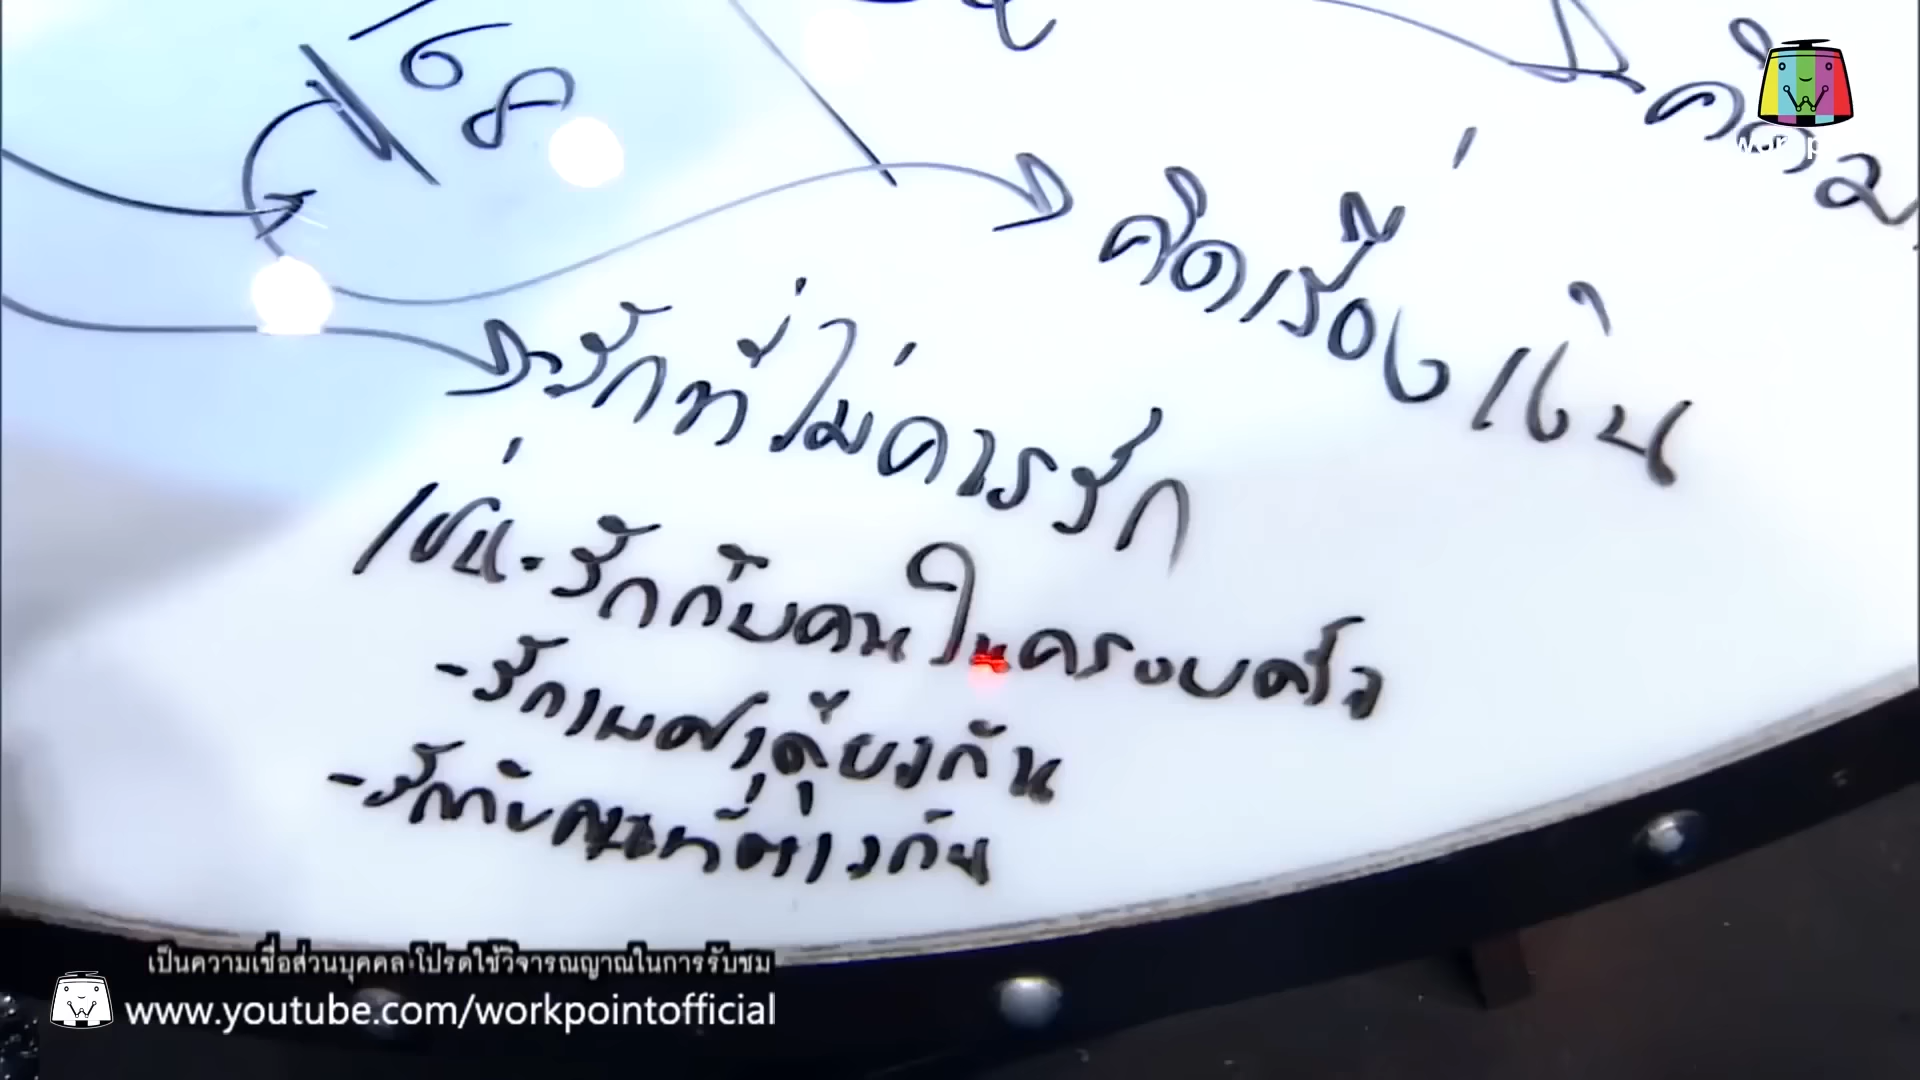 168
คิดเรื่องเงิน
รักที่ไม่ควรรัก
เช่น - รักกับคนในครอบครัว
- รักเพศเดียวกัน
- รักกับคนที่ต่างกัน
เป็นความเชื่อส่วนบุคคล โปรดใช้วิจารณญาณในการรับชม
www.youtube.com/workpointofficial